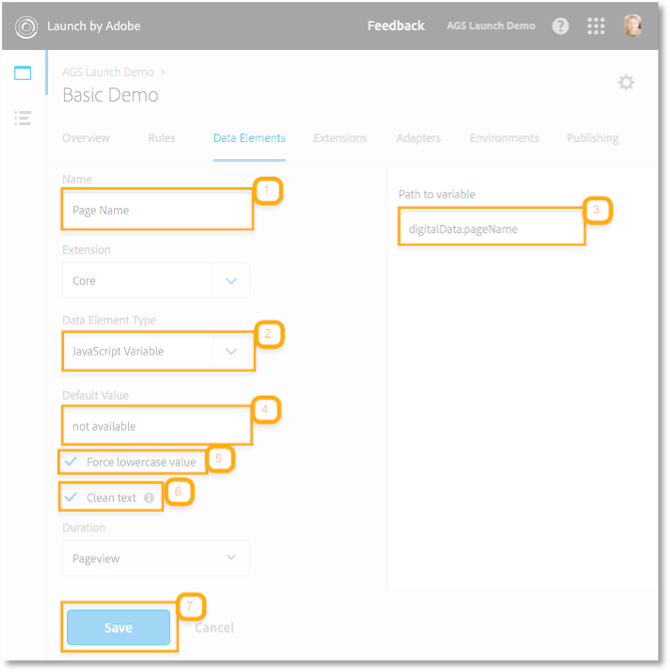 Launch by Adobe Feedback AGS Launch Demo ?
AGS Launch Demo >
Basic Demo
Overview Rules Data Elements Extensions Adapters Environments Publishing
Name
1
Page Name
Extension
Core
Data Element Type
2
JavaScript Variable
Default Value
4
not available
Force lowercase value 5
Clean text 6
Duration
Pageview
7
Save Cancel
Path to variable
3
digitalData.pageName